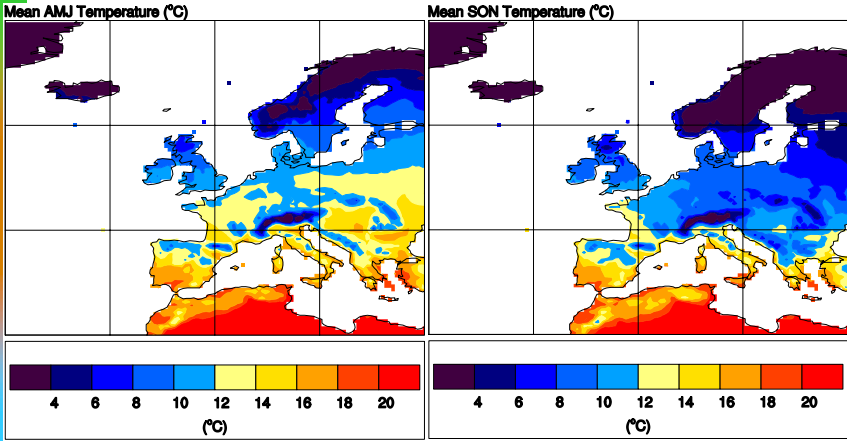 Mean AMJ Temperature (°C)
Mean SON Temperature (°C)
4 6 8 10 12 14 16 18 20
(°C)
4 6 8 10 12 14 16 18 20
(°C)